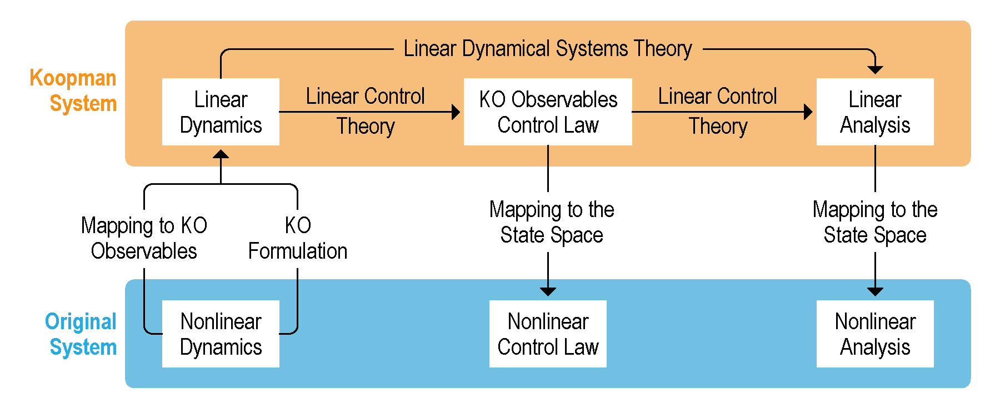 Linear Dynamical Systems Theory
Koopman
System
Linear
Dynamics
Linear Control
Theory
KO Observables
Control Law
Linear Control
Theory
Linear
Analysis
Mapping to KO
Observables
KO
Formulation
Mapping to the
State Space
Mapping to the
State Space
Original
System
Nonlinear
Dynamics
Nonlinear
Control Law
Nonlinear
Analysis